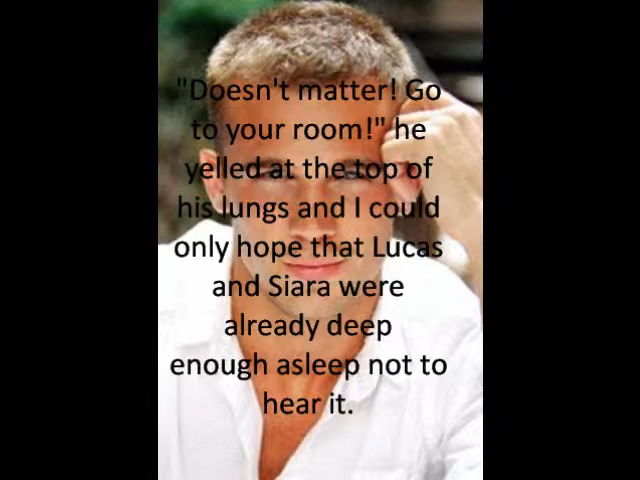 "Doesn't matter! Go
to your room!" he
yelled at the top of
his lungs and I could
only hope that Lucas
and Siara were
already deep
enough asleep not to
hear it.